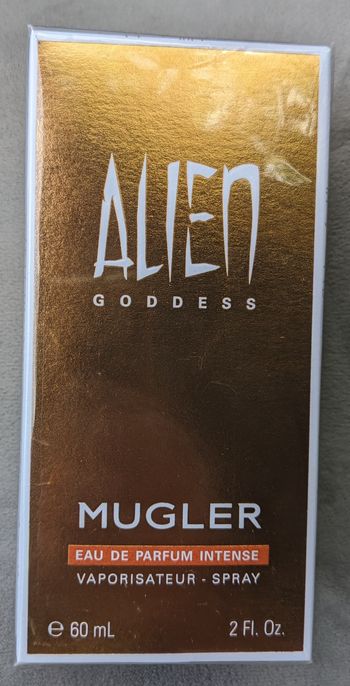 ALIEN
GODDESS
MUGLER
EAU DE PARFUM INTENSE
VAPORISATEUR - SPRAY
℮ 60 mL 2 Fl. Oz.